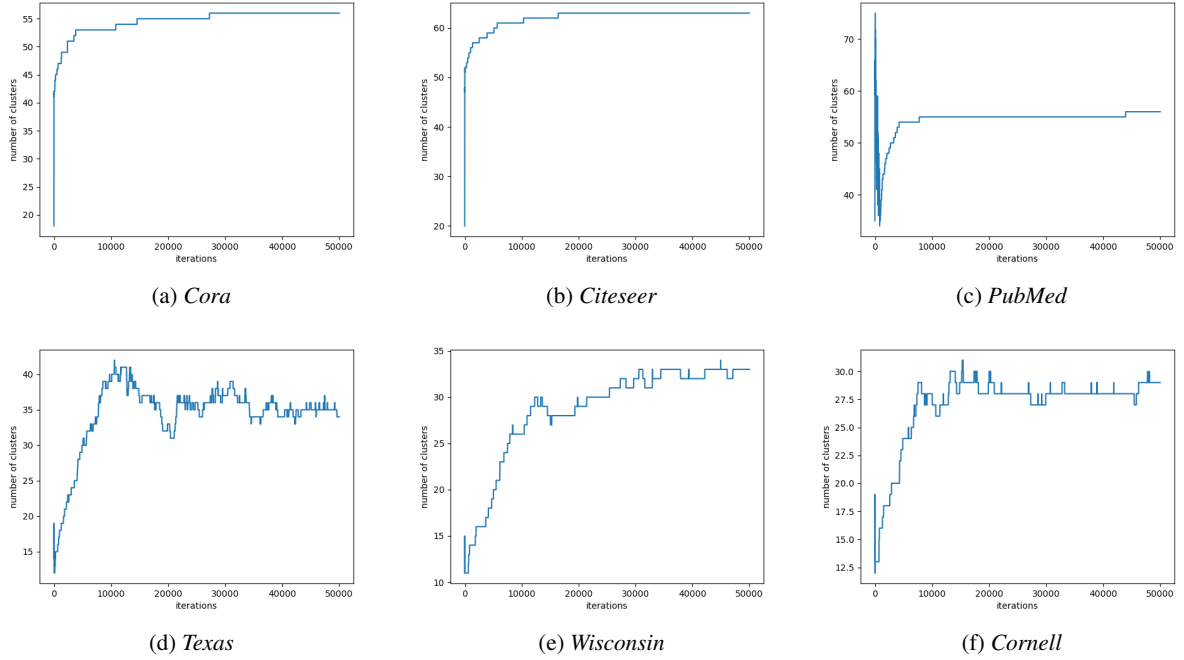 55
50
45
40
35
30
25
20
number of clusters
0 10000 20000 30000 40000 50000
iterations
(a) Cora
60
50
40
30
20
number of clusters
0 10000 20000 30000 40000 50000
iterations
(b) Citeseer
70
60
50
40
number of clusters
0 10000 20000 30000 40000 50000
iterations
(c) PubMed
40
35
30
25
20
15
number of clusters
0 10000 20000 30000 40000 50000
iterations
(d) Texas
35
30
25
20
15
10
number of clusters
0 10000 20000 30000 40000 50000
iterations
(e) Wisconsin
30.0
27.5
25.0
22.5
20.0
17.5
15.0
12.5
number of clusters
0 10000 20000 30000 40000 50000
iterations
(f) Cornell